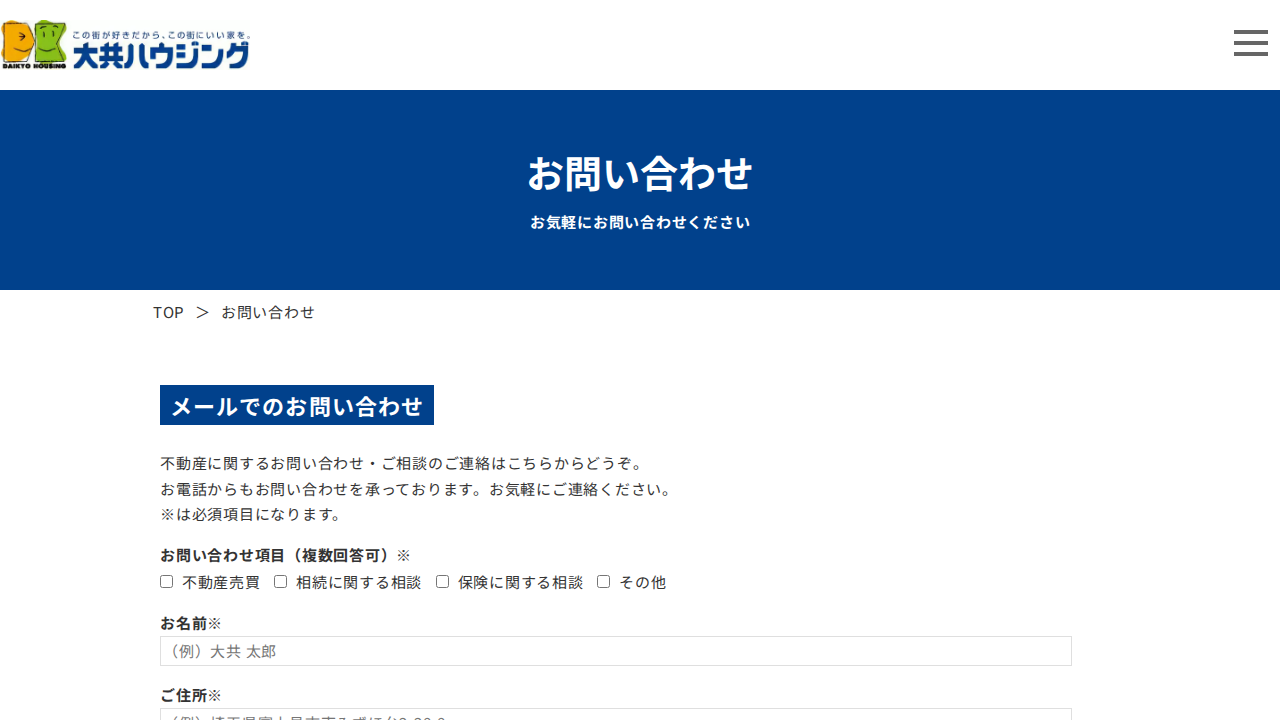 この街が好きだから、この街にいい家を。
DAIKYO HOUSING
大共ハウジング
お問い合わせ
お気軽にお問い合わせください
TOP ＞ お問い合わせ
メールでのお問い合わせ
不動産に関するお問い合わせ・ご相談のご連絡はこちらからどうぞ。
お電話からもお問い合わせを承っております。お気軽にご連絡ください。
※は必須項目になります。
お問い合わせ項目（複数回答可）※
不動産売買 相続に関する相談 保険に関する相談 その他
お名前※
（例）大共 太郎
ご住所※